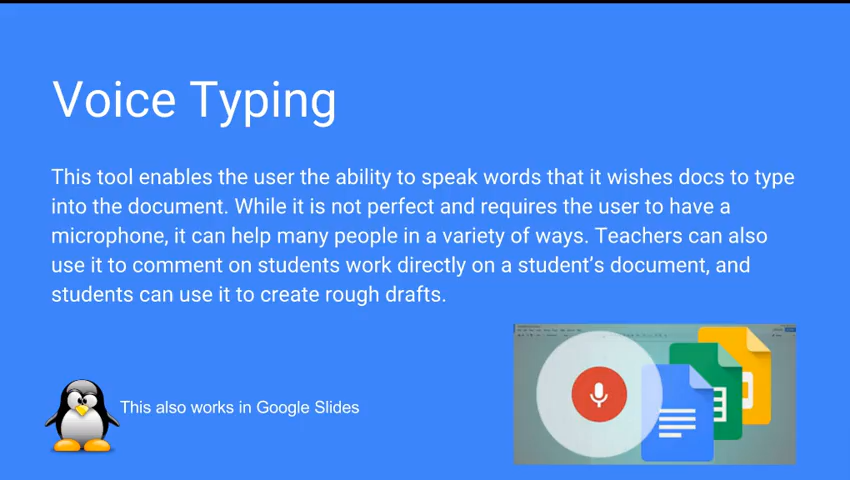 Voice Typing
This tool enables the user the ability to speak words that it wishes docs to type
into the document. While it is not perfect and requires the user to have a
microphone, it can help many people in a variety of ways. Teachers can also
use it to comment on students work directly on a student's document, and
students can use it to create rough drafts.
This also works in Google Slides